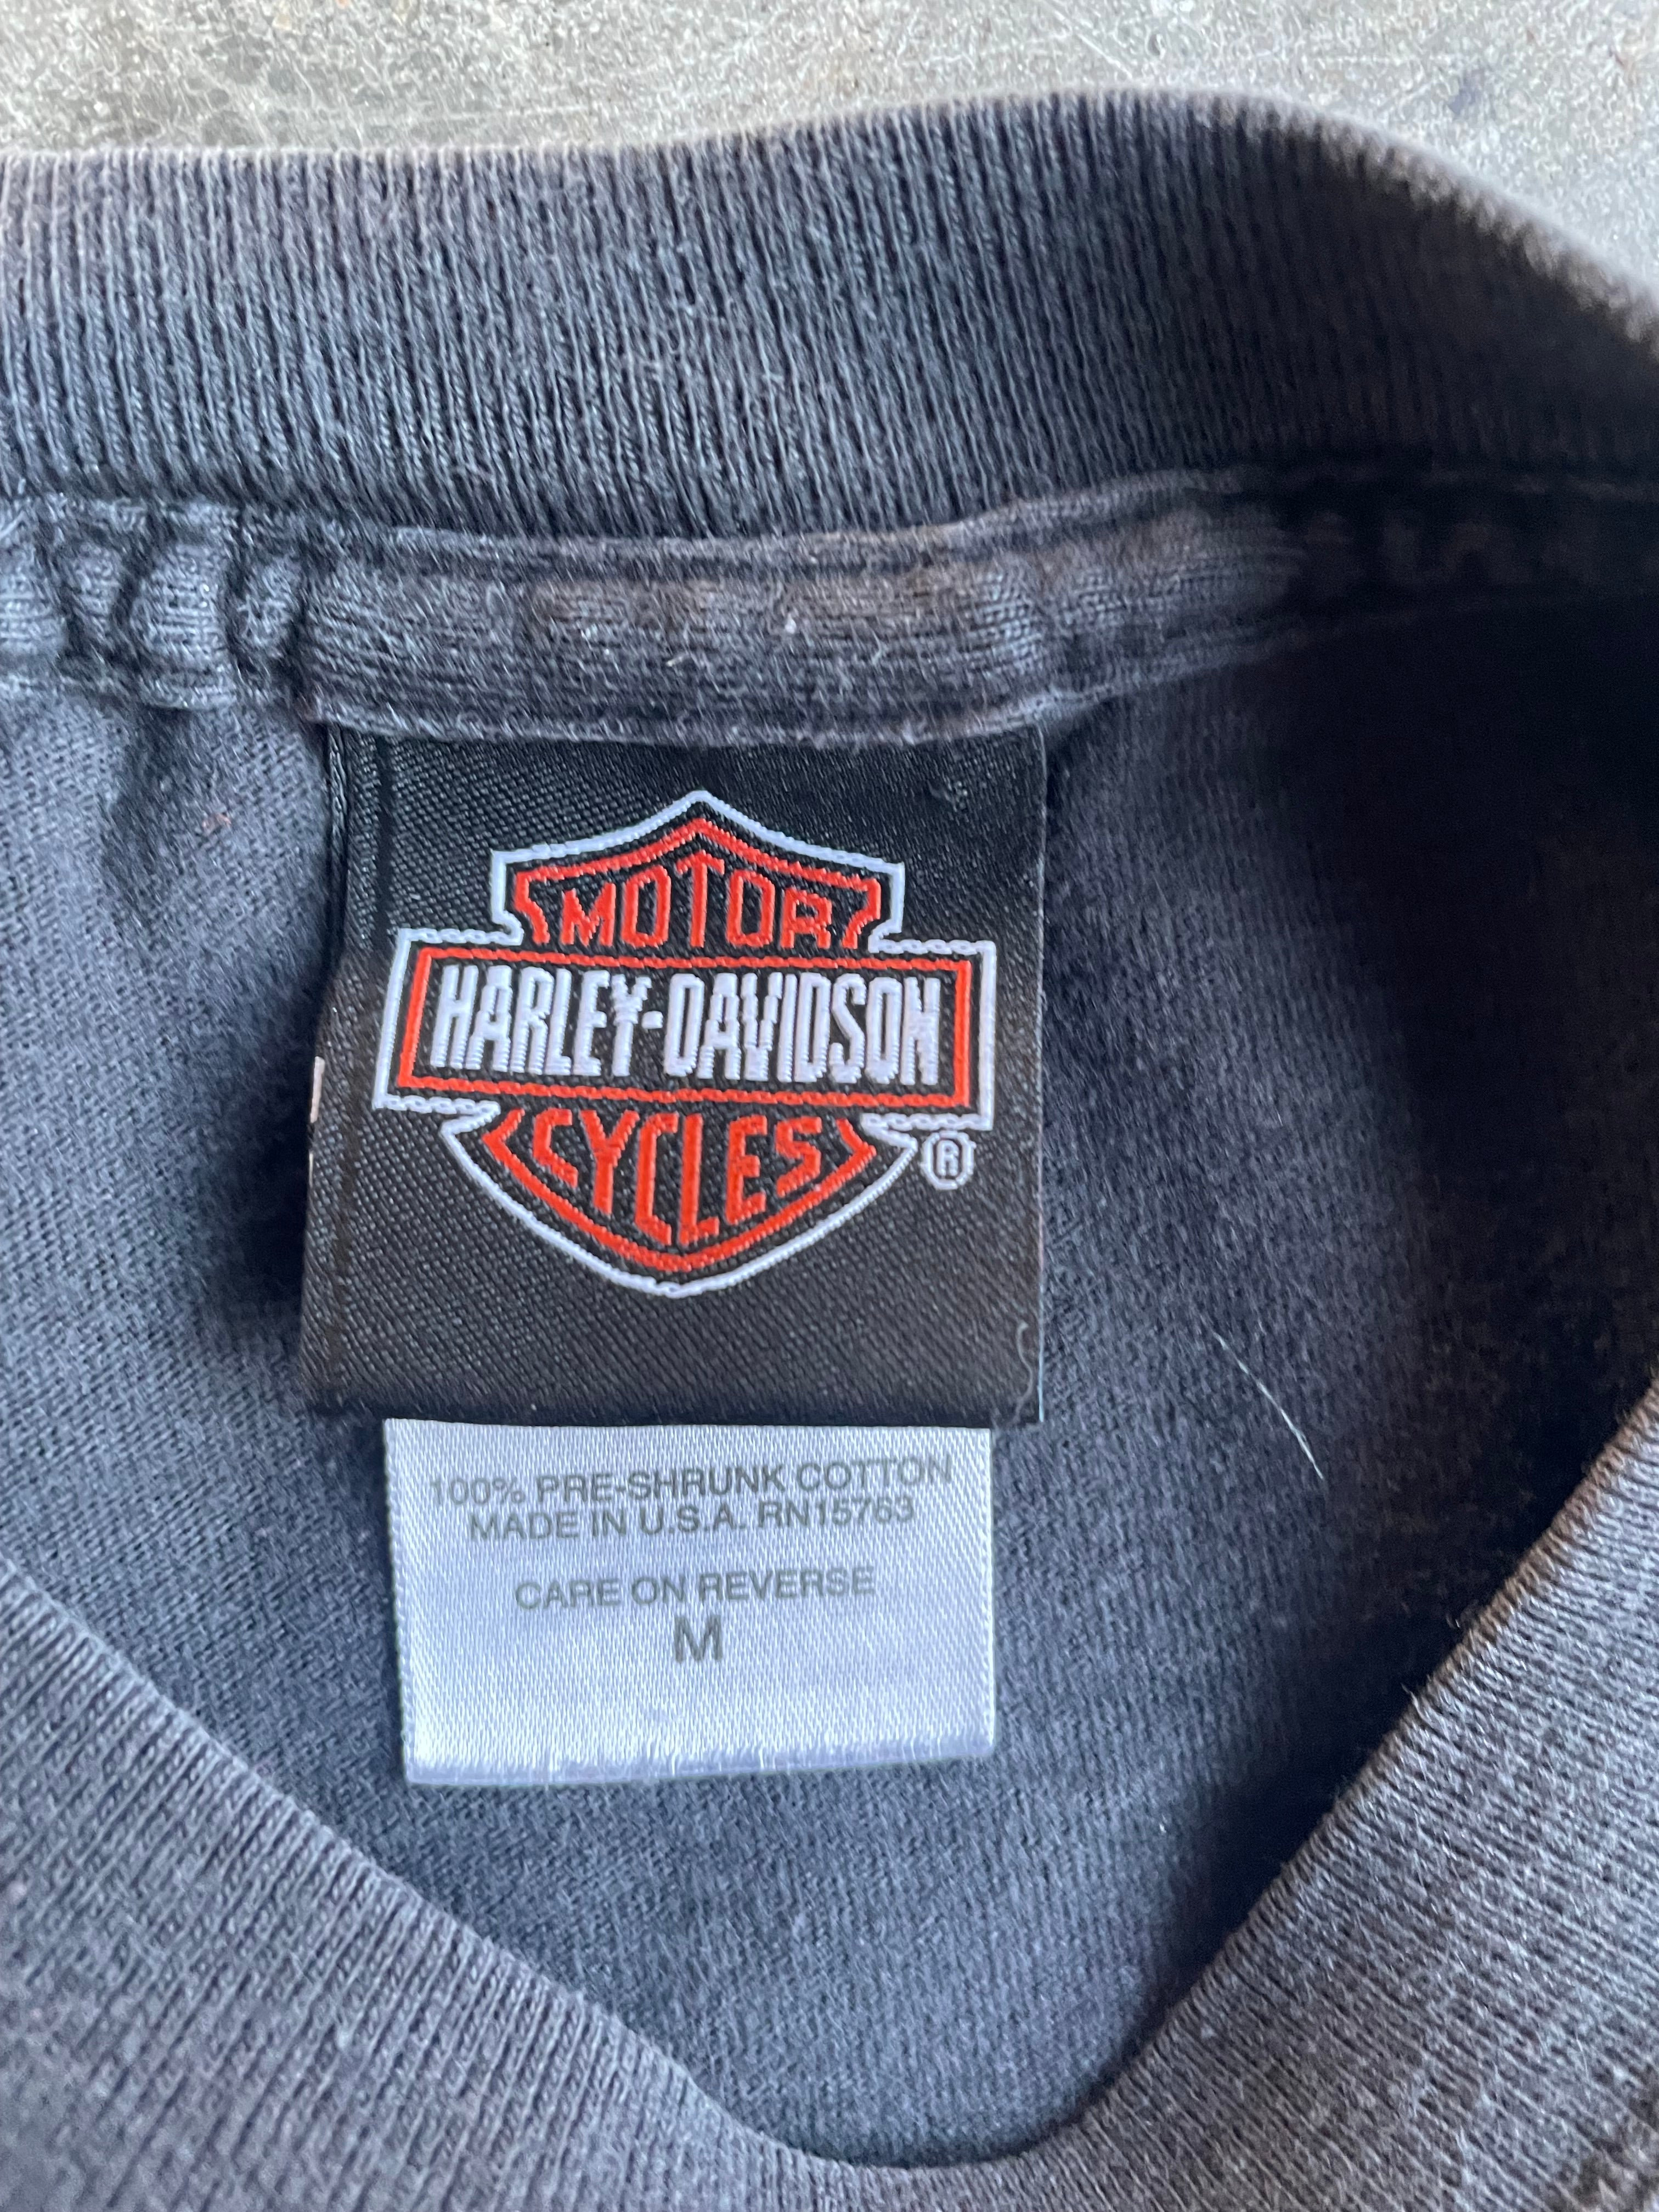 MOTOR
HARLEY-DAVIDSON
CYCLES
®
100% PRE-SHRUNK COTTON
MADE IN U.S.A. RN15763
CARE ON REVERSE
M